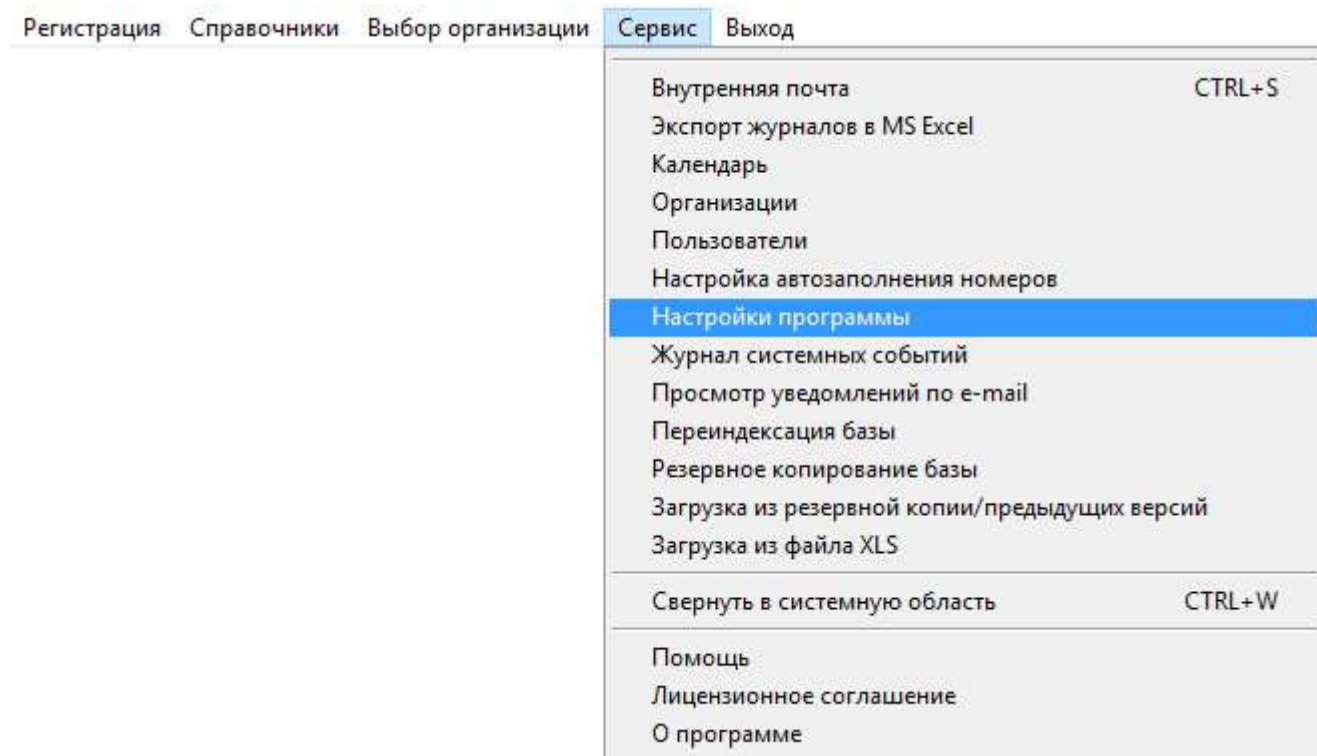 Регистрация Справочники Выбор организации Сервис Выход
Внутренняя почта CTRL+S
Экспорт журналов в MS Excel
Календарь
Организации
Пользователи
Настройка автозаполнения номеров
Настройки программы
Журнал системных событий
Просмотр уведомлений по e-mail
Переиндексация базы
Резервное копирование базы
Загрузка из резервной копии/предыдущих версий
Загрузка из файла XLS
Свернуть в системную область CTRL+W
Помощь
Лицензионное соглашение
О программе